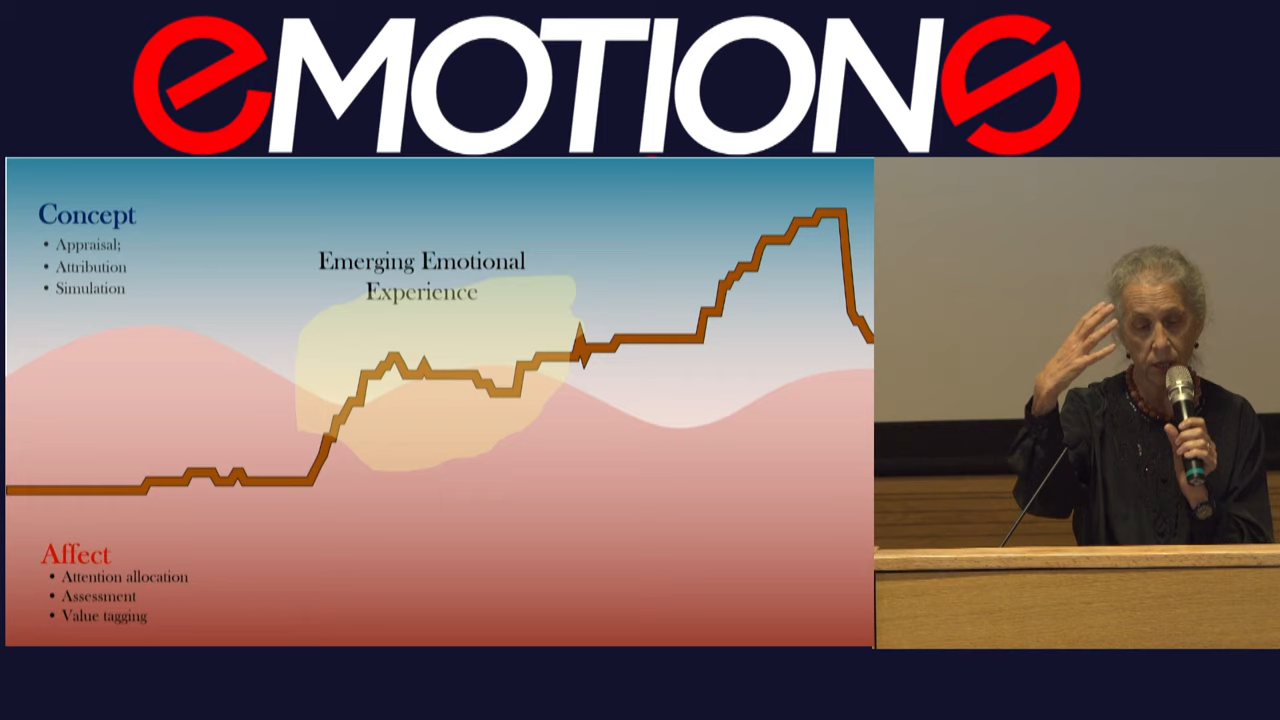 eMOTIONS
Concept
• Appraisal;
• Attribution
• Simulation
Emerging Emotional
Experience
Affect
• Attention allocation
• Assessment
• Value tagging